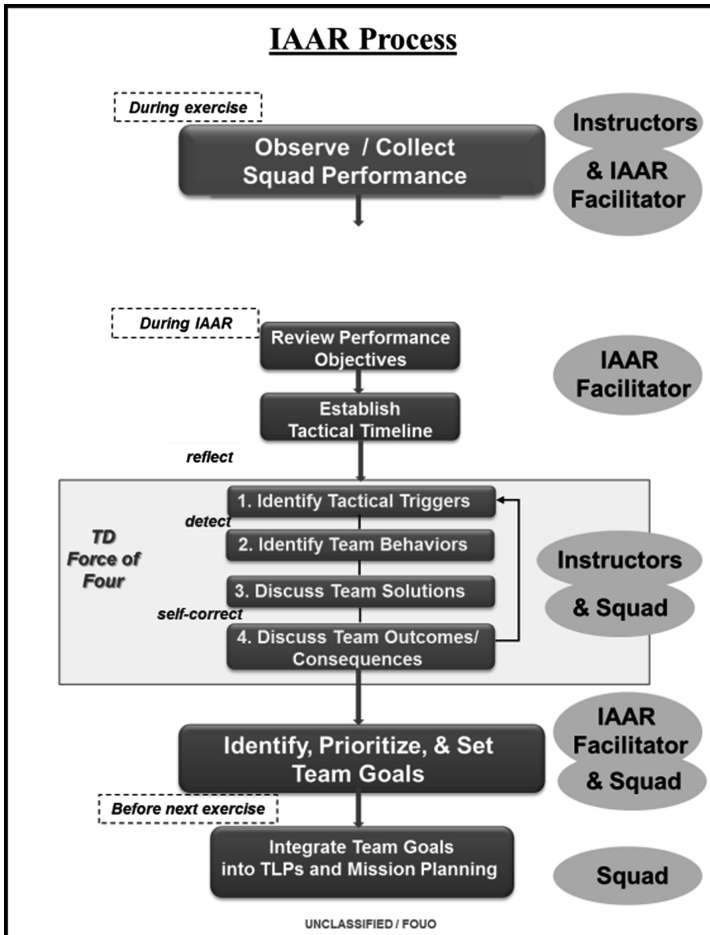 IAAR Process
During exercise
Observe / Collect
Squad Performance
Instructors
& IAAR
Facilitator
During IAAR
Review Performance
Objectives
IAAR
Facilitator
Establish
Tactical Timeline
reflect
TD
Force of
Four
1. Identify Tactical Triggers
detect
2. Identify Team Behaviors
3. Discuss Team Solutions
self-correct
4. Discuss Team Outcomes/
Consequences
Instructors
& Squad
Identify, Prioritize, & Set
Team Goals
IAAR
Facilitator
& Squad
Before next exercise
Integrate Team Goals
into TLPs and Mission Planning
Squad
UNCLASSIFIED / FOUO